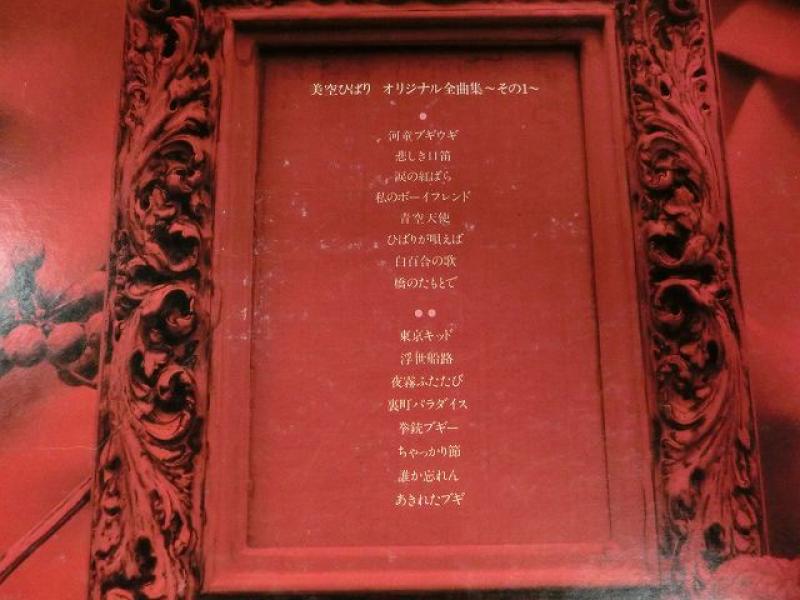 美空ひばり オリジナル全曲集～その1～
●
河童ブギウギ
悲しき口笛
涙の紅ばら
私のボーイフレンド
青空天使
ひばりが唄えば
白百合の歌
橋のたもとで
●●
東京キッド
浮世船路
夜霧ふたたび
裏町パラダイス
拳銃ブギー
ちゃっかり節
誰か忘れん
あきれたブギ